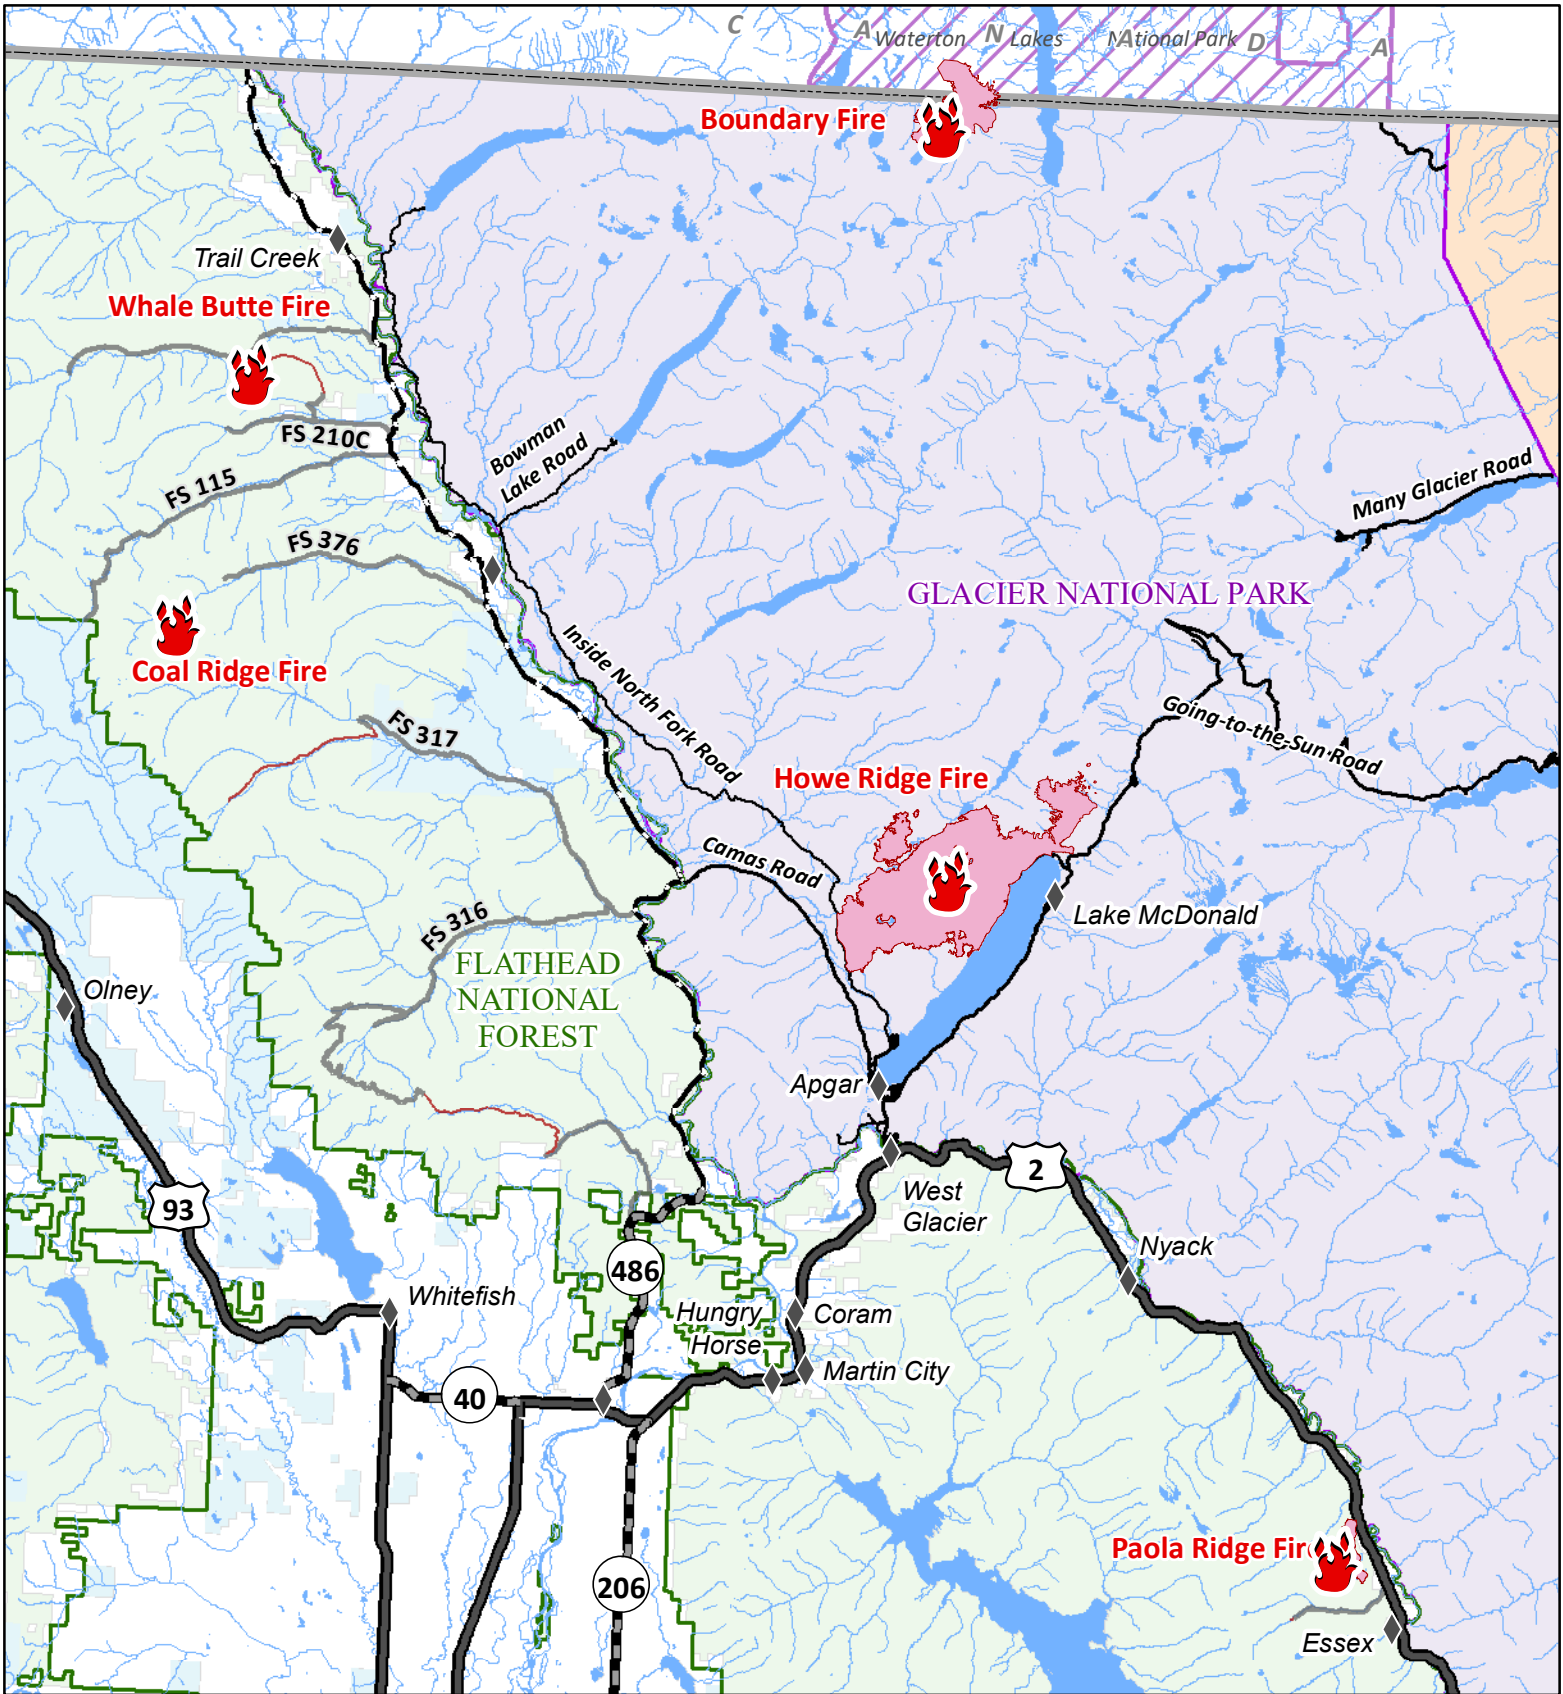 C A N A D A
Waterton Lakes National Park
Boundary Fire
Trail Creek
Whale Butte Fire
FS 210C
Bowman
Lake Road
FS 115
Many Glacier Road
FS 376
GLACIER NATIONAL PARK
Inside North Fork Road
Coal Ridge Fire
Going-to-the-Sun Road
FS 317
Howe Ridge Fire
Camas Road
Lake McDonald
FS 316
FLATHEAD
NATIONAL
FOREST
Olney
Apgar
2
93
West
Glacier
Nyack
486
Whitefish
Hungry
Horse
Coram
Martin City
40
Paola Ridge Fire
206
Essex